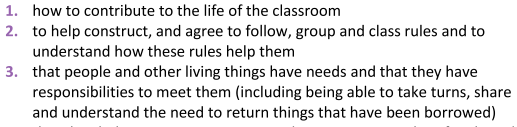 1. how to contribute to the life of the classroom
2. to help construct, and agree to follow, group and class rules and to
understand how these rules help them
3. that people and other living things have needs and that they have
responsibilities to meet them (including being able to take turns, share
and understand the need to return things that have been borrowed)